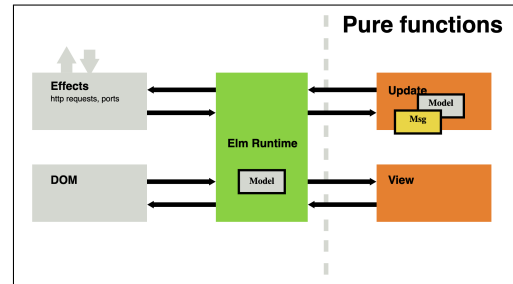 Pure functions
Effects
http requests, ports
Update
Model
Msg
Elm Runtime
DOM
Model
View